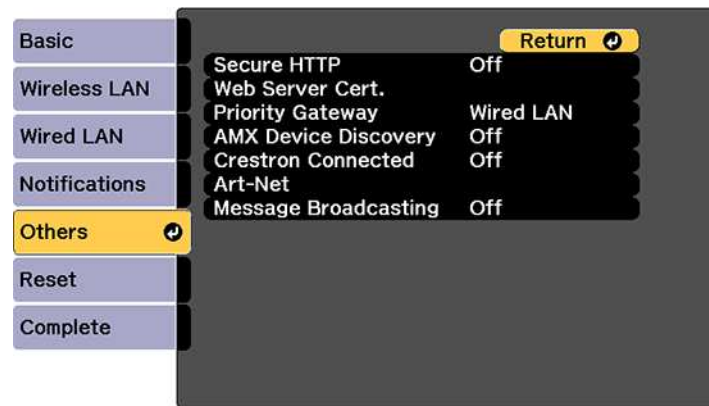 Basic
Wireless LAN
Wired LAN
Notifications
Others
Reset
Complete
Return
Secure HTTP Off
Web Server Cert.
Priority Gateway Wired LAN
AMX Device Discovery Off
Crestron Connected Off
Art-Net
Message Broadcasting Off